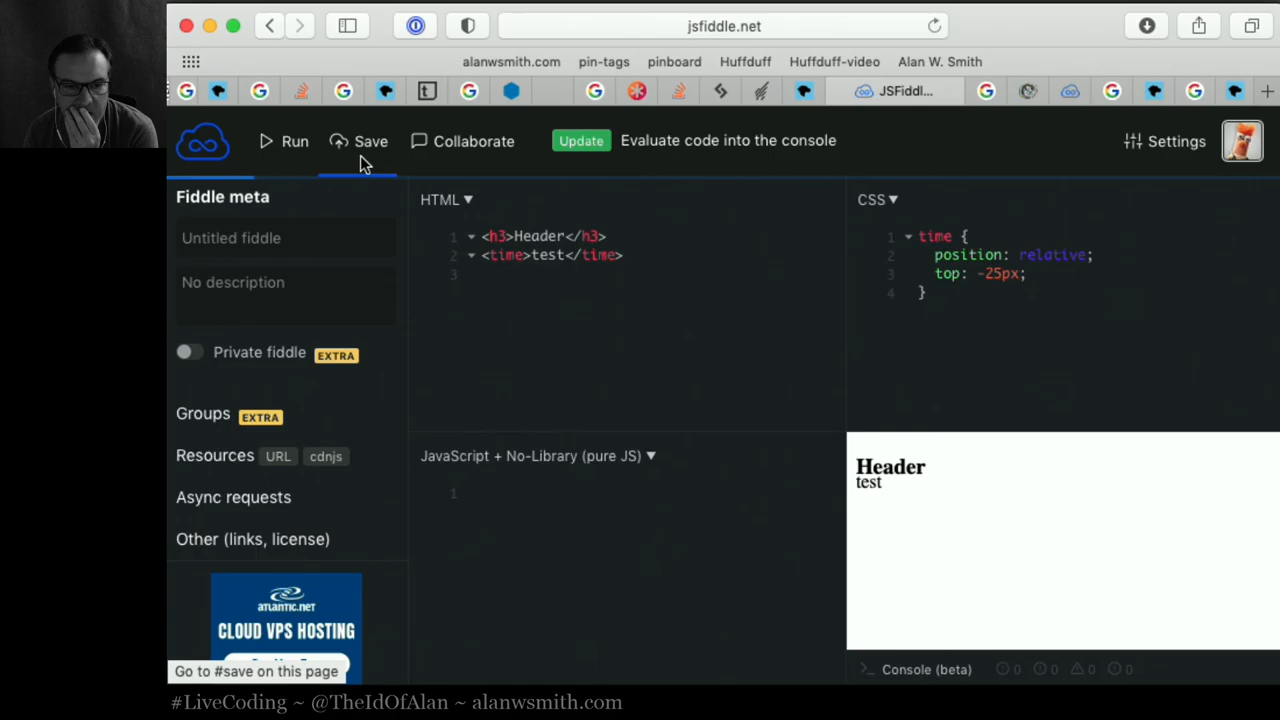 jsfiddle.net
alanwsmith.com pin-tags pinboard Huffduff Huffduff-video Alan W. Smith
JSFiddl...
Run Save Collaborate Update Evaluate code into the console Settings
Fiddle meta
Untitled fiddle
No description
Private fiddle EXTRA
Groups EXTRA
Resources URL cdnjs
Async requests
Other (links, license)
ATLANTIC.NET
CLOUD VPS HOSTING
Go to #save on this page
HTML ▼
1 <h3>Header</h3>
2 <time>test</time>
3
CSS ▼
1 time {
2 position: relative;
3 top: -25px;
4 }
JavaScript + No-Library (pure JS) ▼
1
Header
test
>_ Console (beta) 0 0 0 0
#LiveCoding ~ @TheIdOfAlan ~ alanwsmith.com